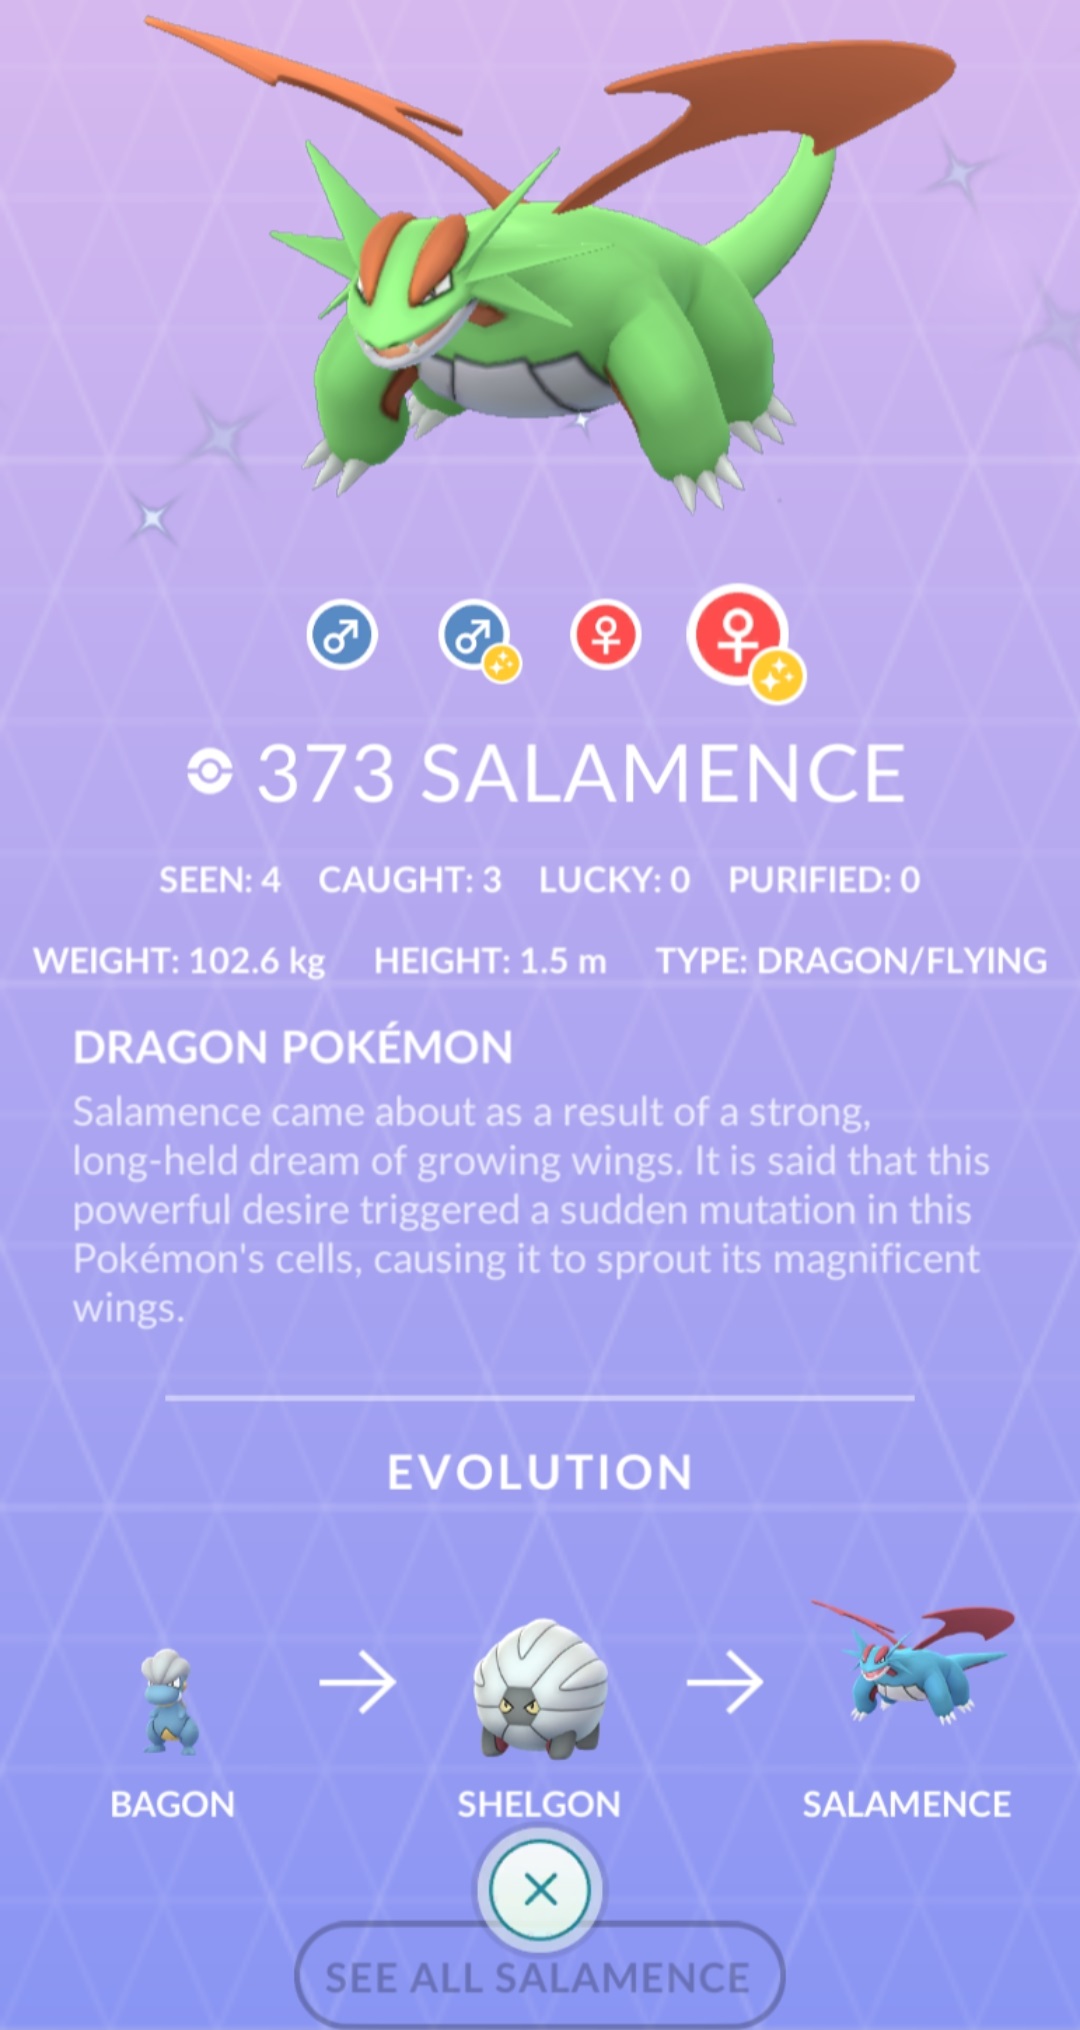 373 SALAMENCE
SEEN: 4 CAUGHT: 3 LUCKY: 0 PURIFIED: 0
WEIGHT: 102.6 kg HEIGHT: 1.5 m TYPE: DRAGON/FLYING
DRAGON POKÉMON
Salamence came about as a result of a strong,
long-held dream of growing wings. It is said that this
powerful desire triggered a sudden mutation in this
Pokémon's cells, causing it to sprout its magnificent
wings.
EVOLUTION
BAGON SHELGON SALAMENCE
SEE ALL SALAMENCE